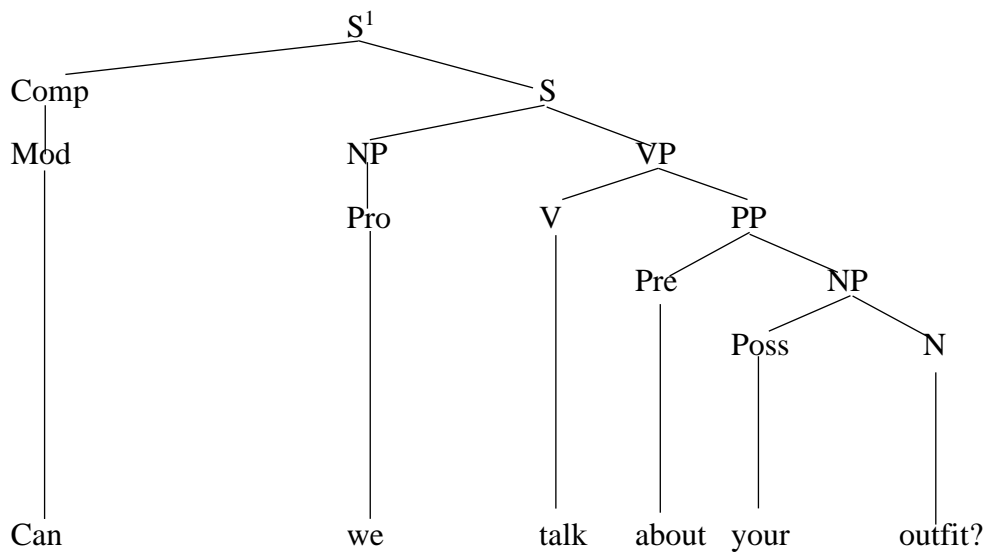 S¹
Comp S
Mod NP VP
Pro V PP
Pre NP
Poss N
Can we talk about your outfit?